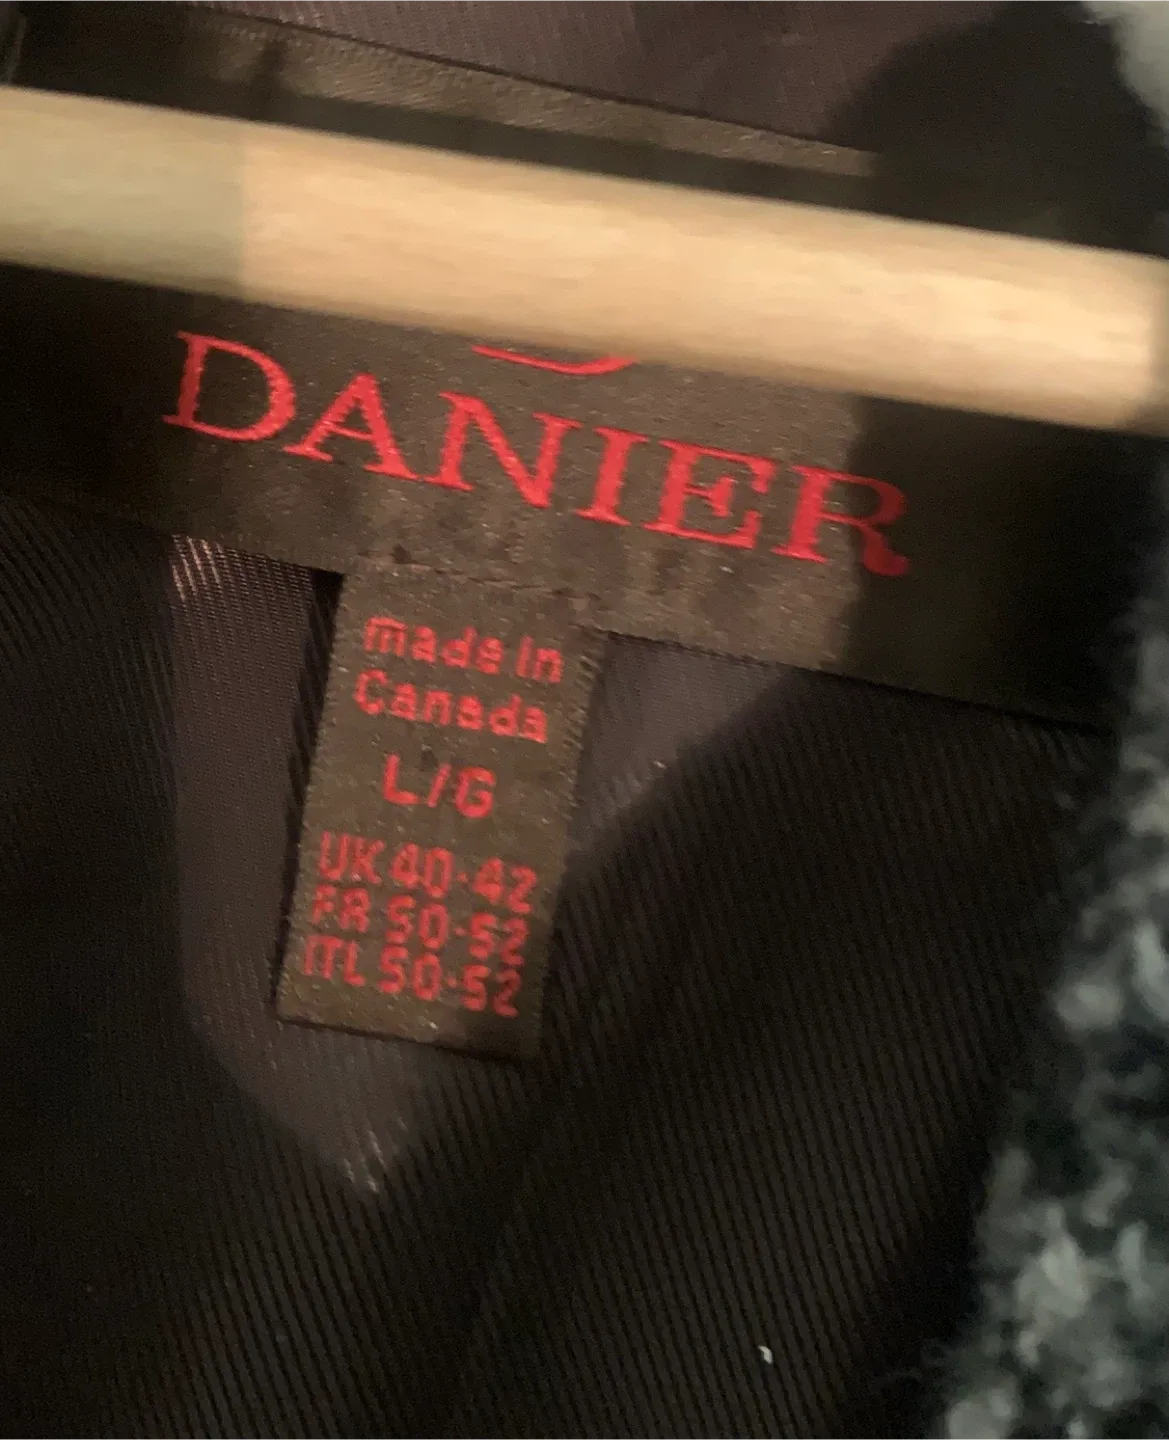 DANIER
made in
Canada
L/G
UK 40-42
FR 50-52
ITL 50-52